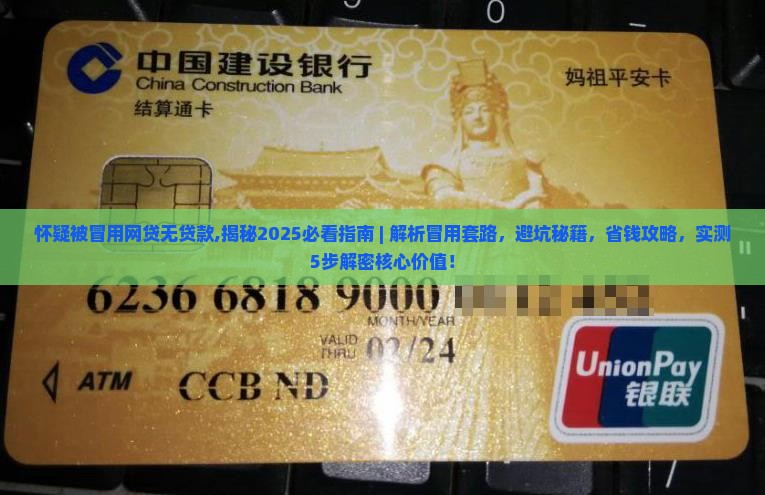 0
中国建设银行
China Construction Bank
结算通卡
妈祖平安卡
怀疑被冒用网贷无贷款,揭秘2025必看指南 | 解析冒用套路，避坑秘籍，省钱攻略，实测
5步解密核心价值！
6236 6818 9000
MONTH/YEAR
VALID
THRU
02/24
ATM
CCB ND
UnionPay
银联